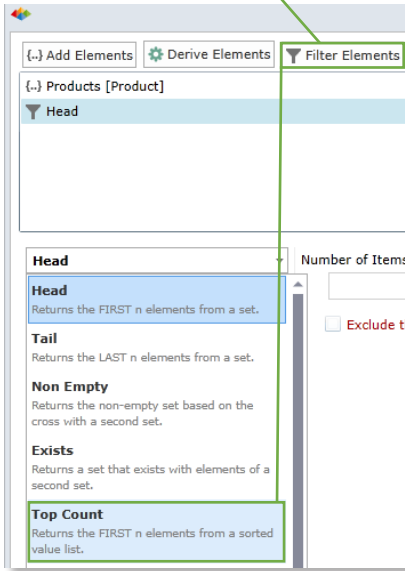 {..} Add Elements Derive Elements Filter Elements
{..} Products [Product]
Head
Head Number of Items
Head
Returns the FIRST n elements from a set.
Tail
Returns the LAST n elements from a set.
Non Empty
Returns the non-empty set based on the
cross with a second set.
Exists
Returns a set that exists with elements of a
second set.
Top Count
Returns the FIRST n elements from a sorted
value list.
Exclude t